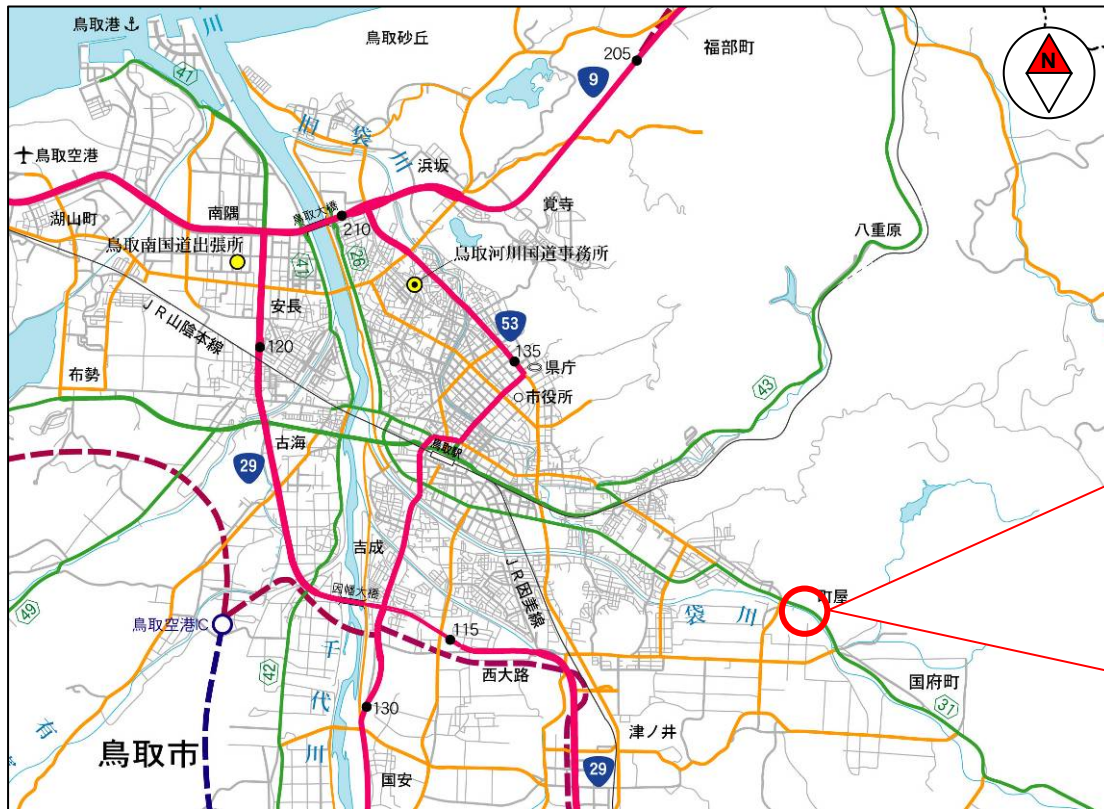 鳥取港
川
鳥取砂丘
205
福部町
N
41
9
旧袋川
浜坂
鳥取空港
湖山町
南隅
鳥取大橋
210
覚寺
八重原
鳥取南国道出張所
41
26
鳥取河川国道事務所
安長
JR山陰本線
120
53
135
県庁
市役所
布勢
43
古海
鳥取駅
29
吉成
JR因美線
49
因幡大橋
町屋
袋川
鳥取空港IC
115
西大路
42
千代川
国府町
31
130
有
津ノ井
鳥取市
国安
29